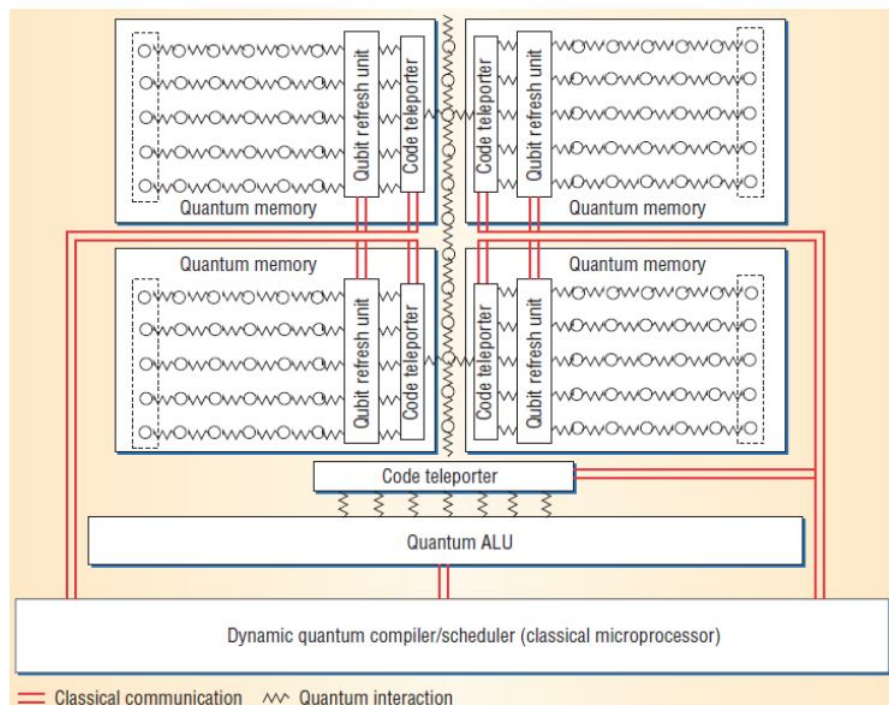 Qubit refresh unit
Code teleporter
Code teleporter
Qubit refresh unit
Quantum memory
Quantum memory
Quantum memory
Quantum memory
Qubit refresh unit
Code teleporter
Code teleporter
Qubit refresh unit
Code teleporter
Quantum ALU
Dynamic quantum compiler/scheduler (classical microprocessor)
Classical communication Quantum interaction